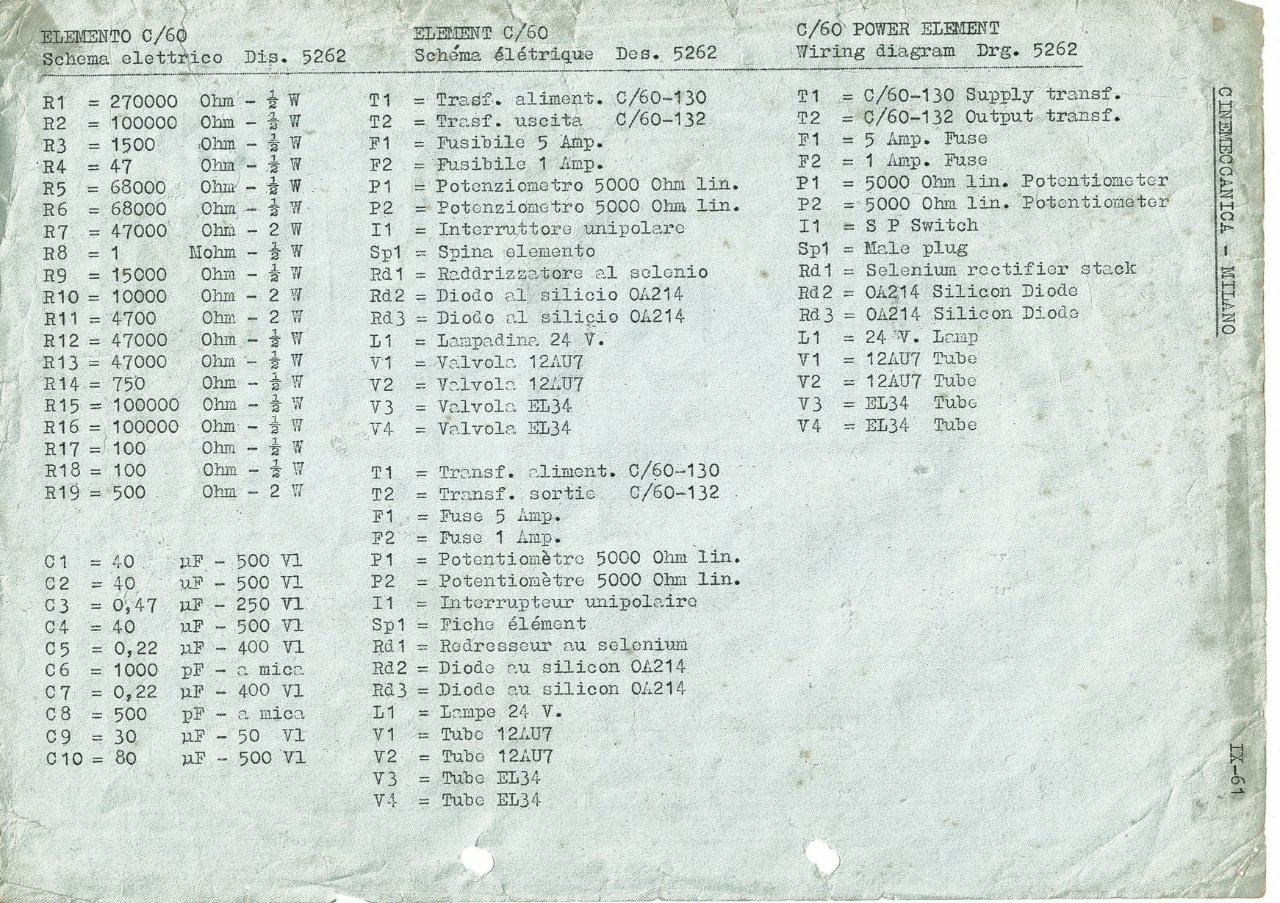 ELEMENTO C/60
Schema elettrico Dis. 5262
R1 = 270000 Ohm - ½ W
R2 = 100000 Ohm - ½ W
R3 = 1500 Ohm - ½ W
R4 = 47 Ohm - ½ W
R5 = 68000 Ohm - ½ W
R6 = 68000 Ohm - ½ W
R7 = 47000 Ohm - 2 W
R8 = 1 Mohm - ½ W
R9 = 15000 Ohm - ½ W
R10 = 10000 Ohm - 2 W
R11 = 4700 Ohm - 2 W
R12 = 47000 Ohm - ½ W
R13 = 47000 Ohm - ½ W
R14 = 750 Ohm - ½ W
R15 = 100000 Ohm - ½ W
R16 = 100000 Ohm - ½ W
R17 = 100 Ohm - ½ W
R18 = 100 Ohm - ½ W
R19 = 500 Ohm - 2 W
C1 = 40 µF - 500 Vl
C2 = 40 uF - 500 Vl
C3 = 0,47 µF - 250 Vl
C4 = 40 µF - 500 Vl
C5 = 0,22 µF - 400 Vl
C6 = 1000 pF - a mica
C7 = 0,22 µF - 400 Vl
C8 = 500 pF - a mica
C9 = 30 µF - 50 Vl
C10 = 80 µF - 500 Vl
ELEMENT C/60
Schéma élétrique Des. 5262
T1 = Trasf. aliment. C/60-130
T2 = Trasf. uscita C/60-132
F1 = Fusibile 5 Amp.
F2 = Fusibile 1 Amp.
P1 = Potenziometro 5000 Ohm lin.
P2 = Potenziometro 5000 Ohm lin.
I1 = Interruttore unipolare
Sp1 = Spina elemento
Rd1 = Raddrizzatore al selenio
Rd2 = Diodo al silicio OA214
Rd3 = Diodo al silicio OA214
L1 = Lampadina 24 V.
V1 = Valvola 12AU7
V2 = Valvola 12AU7
V3 = Valvola EL34
V4 = Valvola EL34
T1 = Transf. aliment. C/60-130
T2 = Transf. sortie C/60-132
F1 = Fuse 5 Amp.
F2 = Fuse 1 Amp.
P1 = Potentiomètre 5000 Ohm lin.
P2 = Potentiomètre 5000 Ohm lin.
I1 = Interrupteur unipolaire
Sp1 = Fiche élément
Rd1 = Redresseur au selenium
Rd2 = Diode au silicon OA214
Rd3 = Diode au silicon OA214
L1 = Lampe 24 V.
V1 = Tube 12AU7
V2 = Tube 12AU7
V3 = Tube EL34
V4 = Tube EL34
C/60 POWER ELEMENT
Wiring diagram Drg. 5262
T1 = C/60-130 Supply transf.
T2 = C/60-132 Output transf.
F1 = 5 Amp. Fuse
F2 = 1 Amp. Fuse
P1 = 5000 Ohm lin. Potentiometer
P2 = 5000 Ohm lin. Potentiometer
I1 = S P Switch
Sp1 = Male plug
Rd1 = Selenium rectifier stack
Rd2 = OA214 Silicon Diode
Rd3 = OA214 Silicon Diode
L1 = 24 V. Lamp
V1 = 12AU7 Tube
V2 = 12AU7 Tube
V3 = EL34 Tube
V4 = EL34 Tube
CINEMECCANICA - MILANO
IX-61